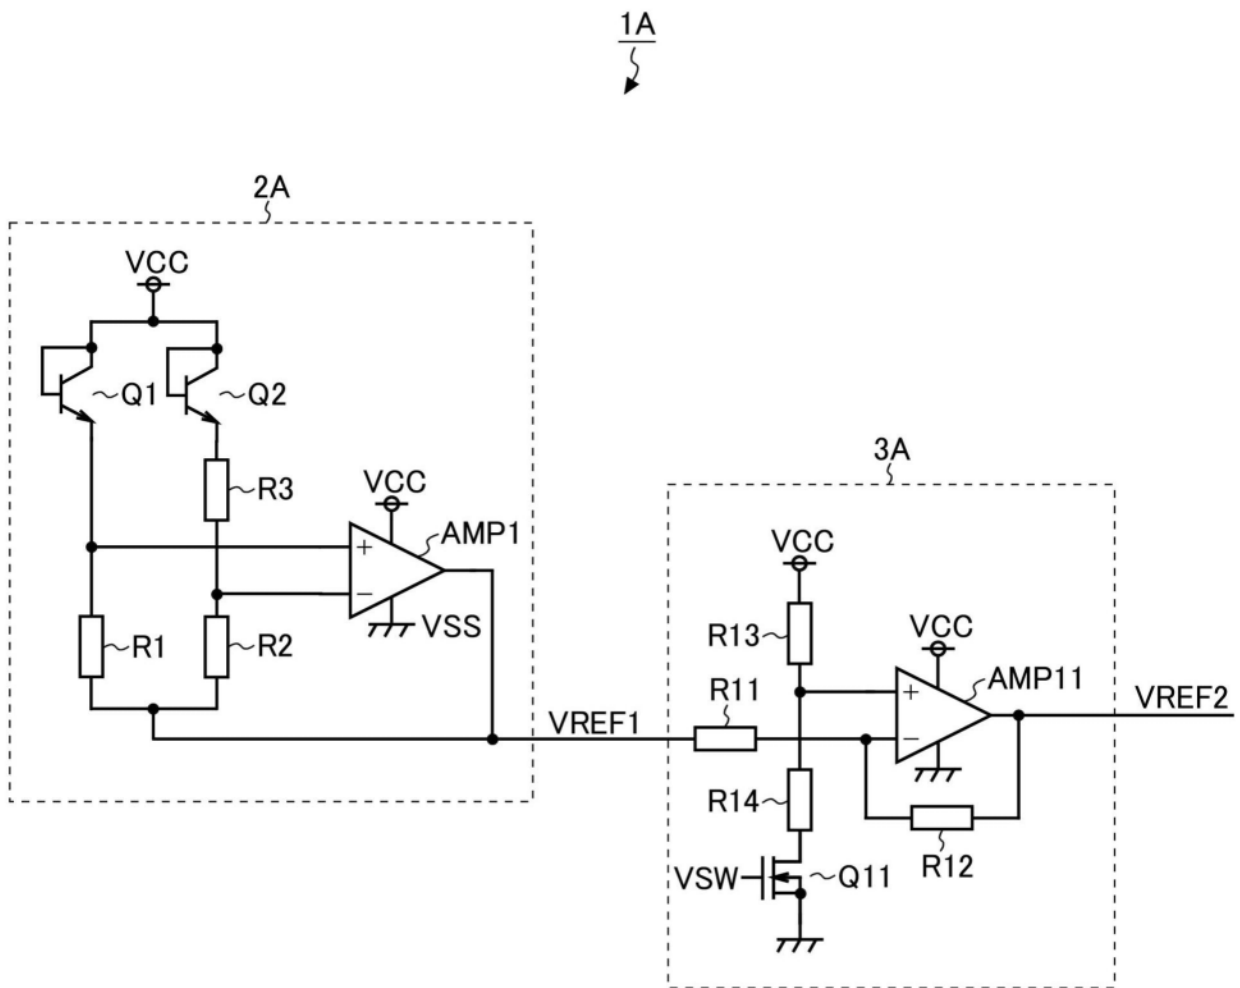 1A
2A
VCC
Q1
Q2
R3
VCC
AMP1
+
−
VSS
R1
R2
VREF1
3A
VCC
R13
VCC
AMP11
R11
+
−
VREF2
R14
R12
VSW
Q11